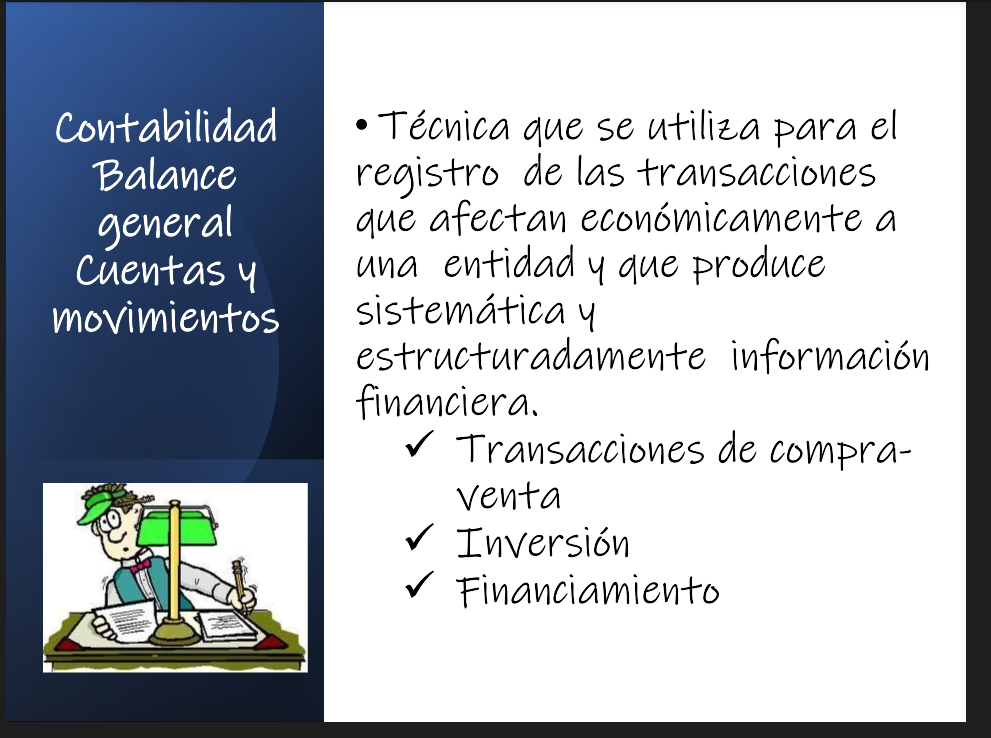 Contabilidad
Balance
general
Cuentas y
movimientos
• Técnica que se utiliza para el
registro de las transacciones
que afectan económicamente a
una entidad y que produce
sistemática y
estructuradamente información
financiera.
✓ Transacciones de compra-
venta
✓ Inversión
✓ Financiamiento